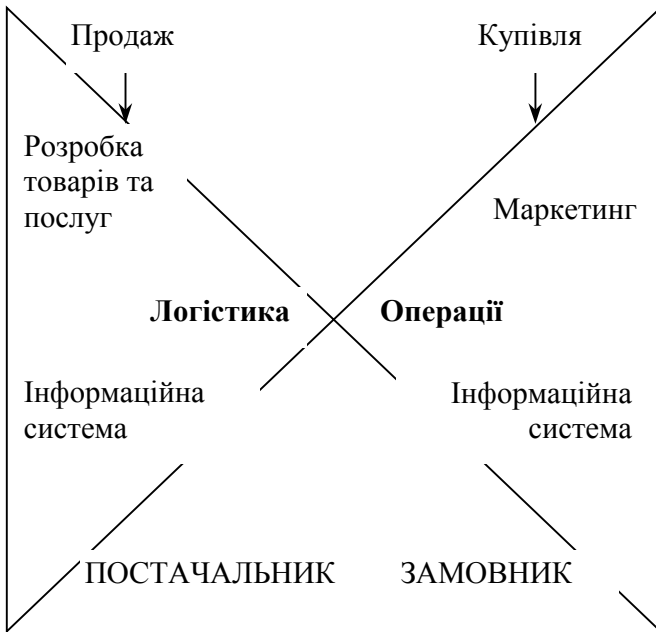 Продаж
Купівля
Розробка
товарів та
послуг
Маркетинг
Логістика
Операції
Інформаційна
система
Інформаційна
система
ПОСТАЧАЛЬНИК
ЗАМОВНИК